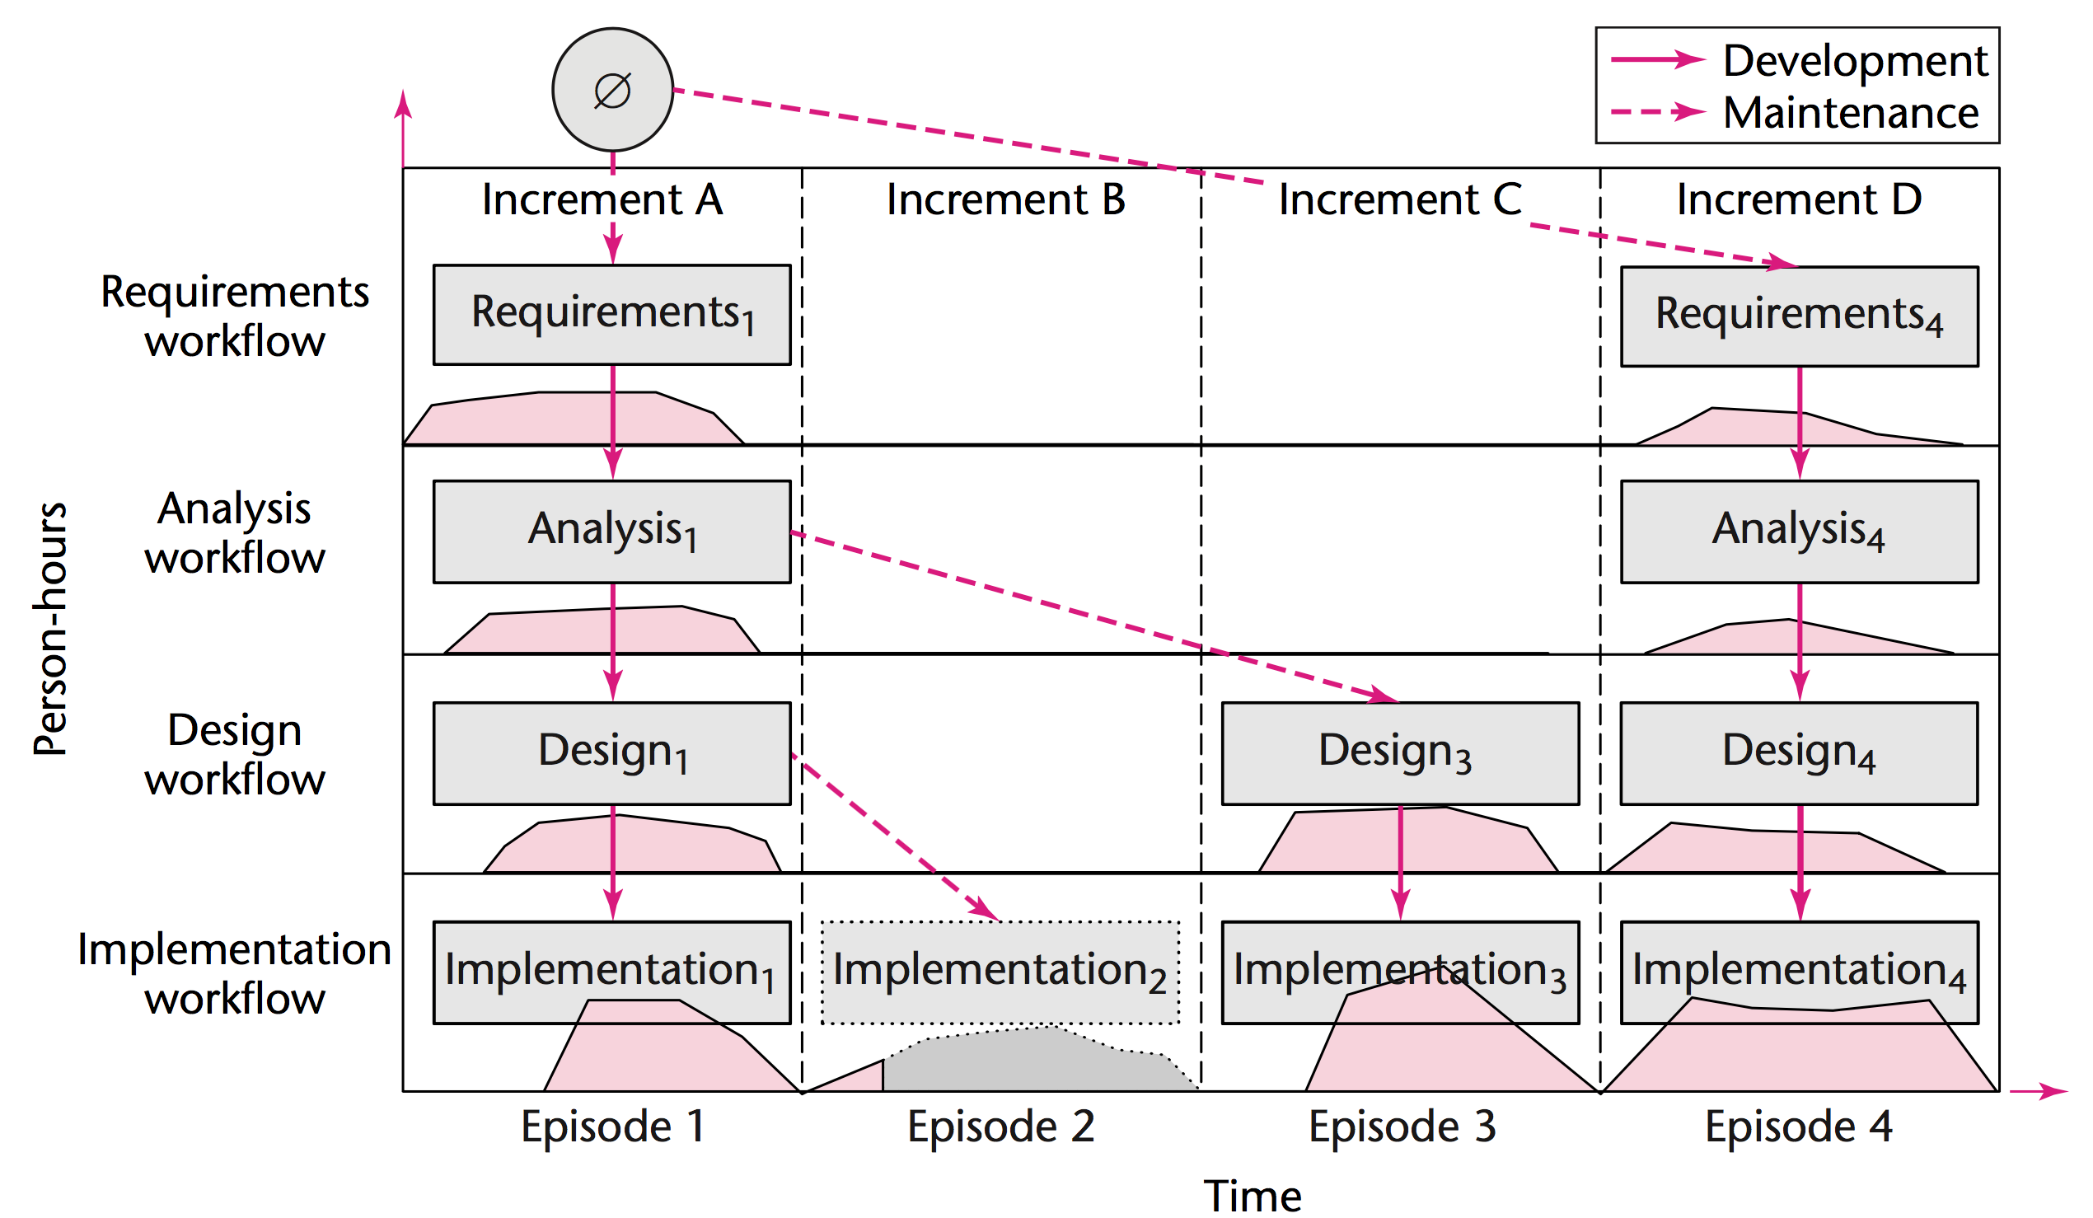 ∅
Development
Maintenance
Increment A
Increment B
Increment C
Increment D
Requirements
workflow
Requirements₁
Requirements₄
Analysis
workflow
Analysis₁
Analysis₄
Person-hours
Design
workflow
Design₁
Design₃
Design₄
Implementation
workflow
Implementation₁
Implementation₂
Implementation₃
Implementation₄
Episode 1
Episode 2
Episode 3
Episode 4
Time